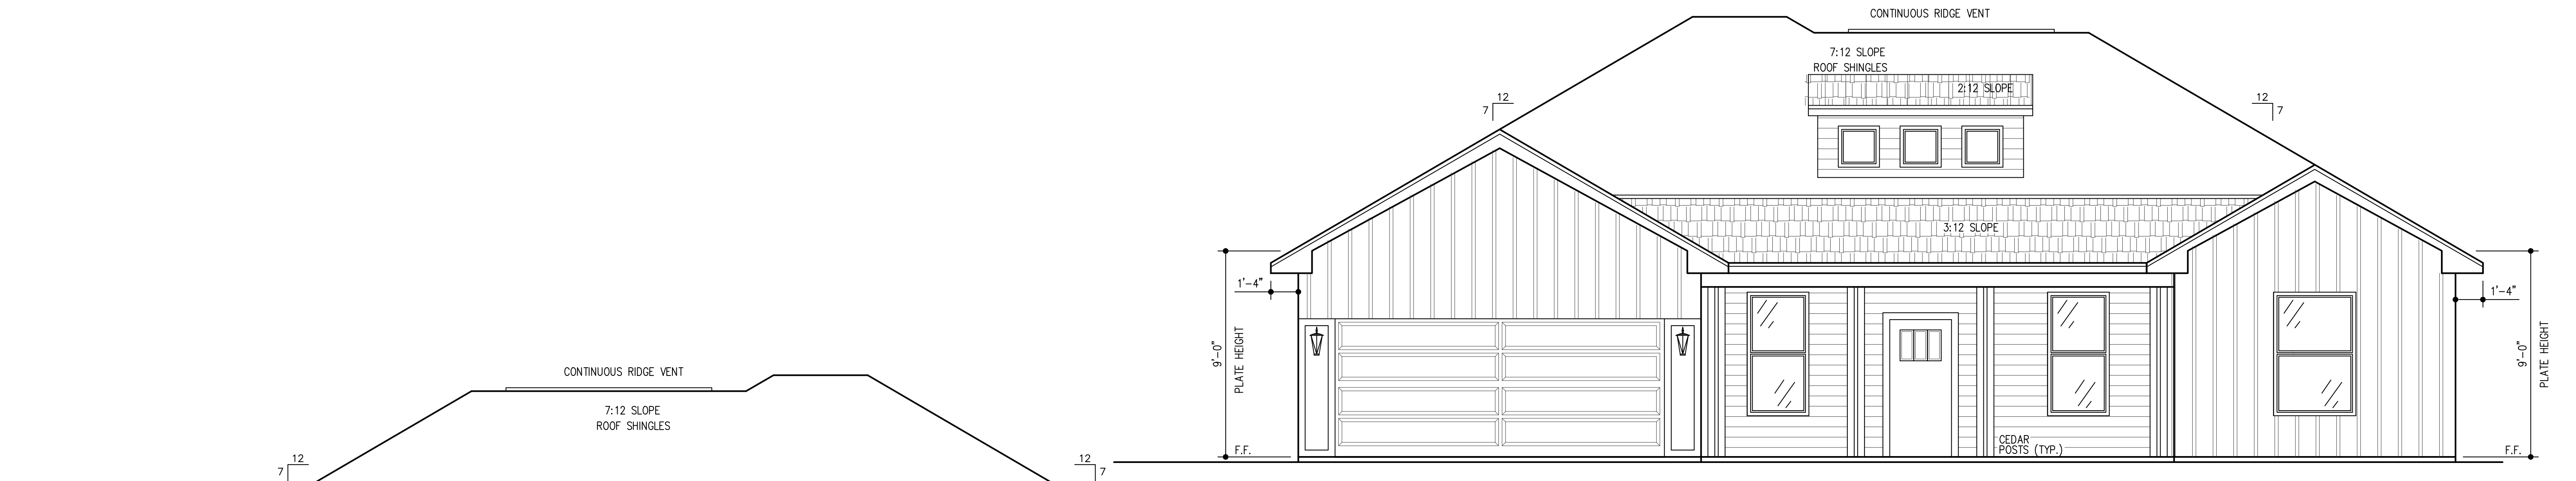 CONTINUOUS RIDGE VENT
7:12 SLOPE
ROOF SHINGLES
2:12 SLOPE
12
7
12
7
3:12 SLOPE
1'-4"
1'-4"
9'-0"
PLATE HEIGHT
9'-0"
PLATE HEIGHT
CEDAR
POSTS (TYP.)
F.F.
F.F.
CONTINUOUS RIDGE VENT
7:12 SLOPE
ROOF SHINGLES
12
7
12
7